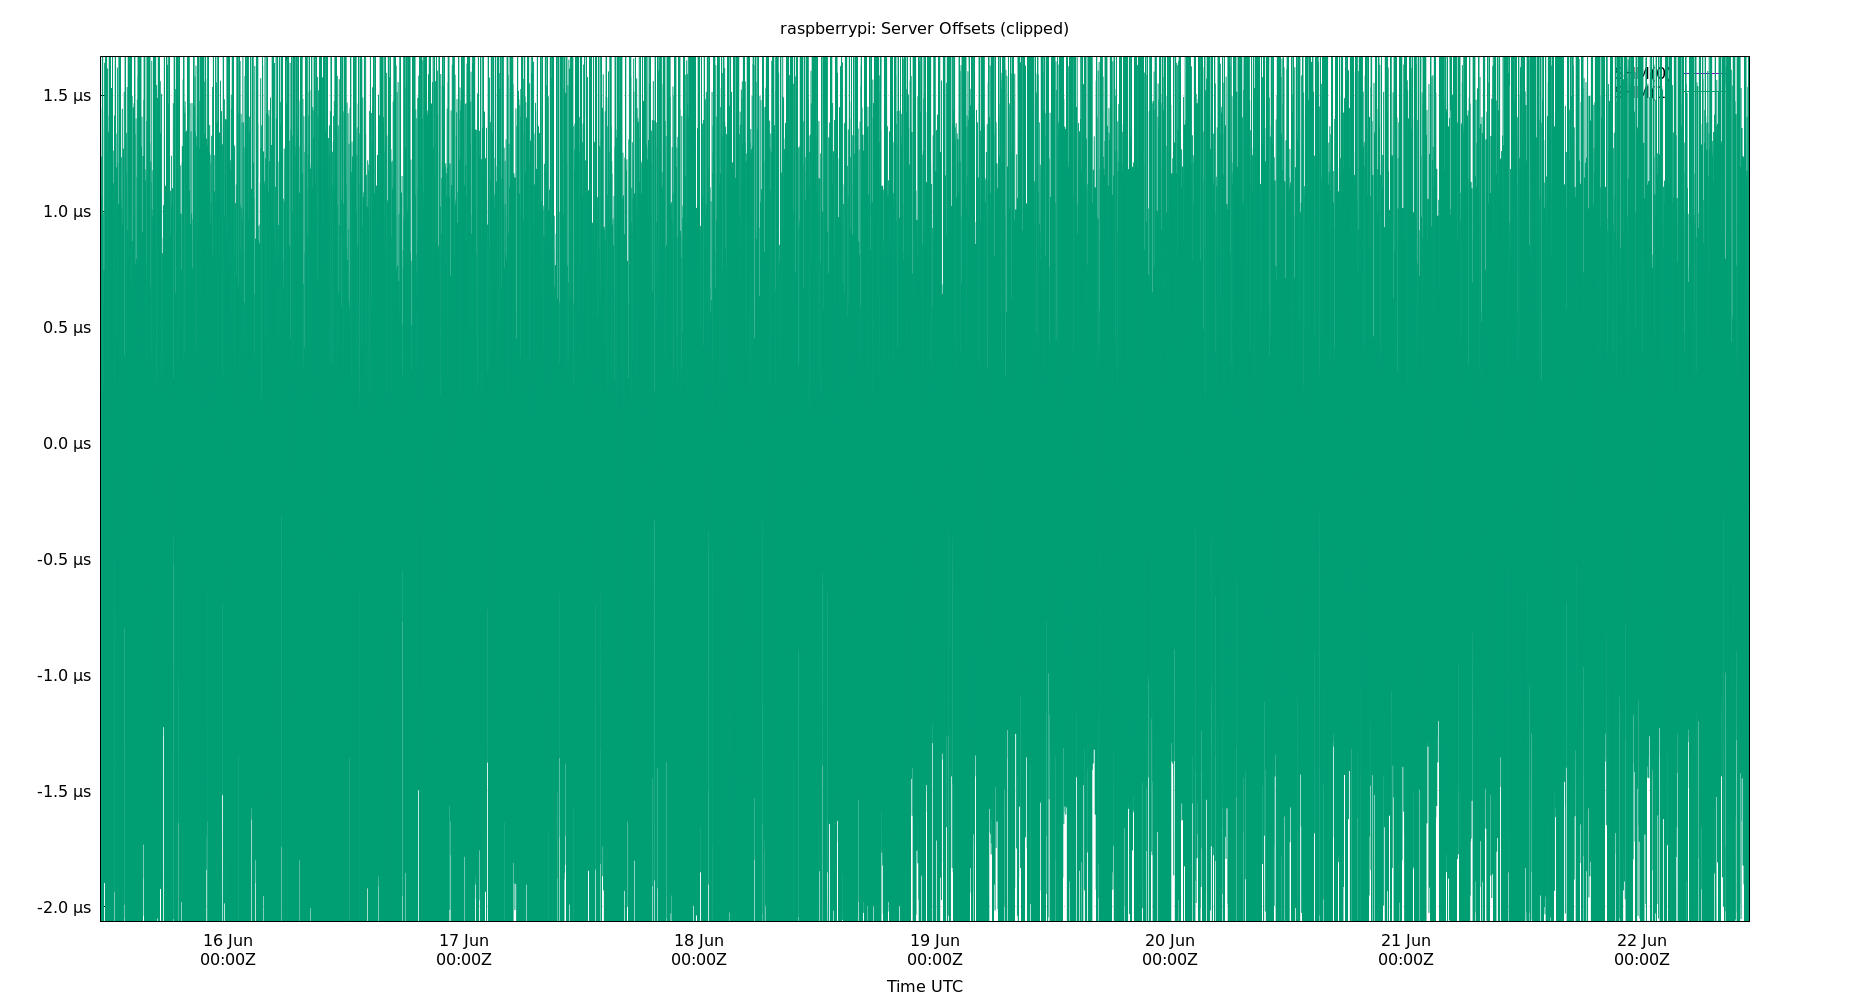 raspberrypi: Server Offsets (clipped)
SHM(0)
1.5 µs
1.0 µs
0.5 µs
0.0 µs
-0.5 µs
-1.0 µs
-1.5 µs
-2.0 µs
16 Jun 17 Jun 18 Jun 19 Jun 20 Jun 21 Jun 22 Jun
00:00Z 00:00Z 00:00Z 00:00Z 00:00Z 00:00Z 00:00Z
Time UTC